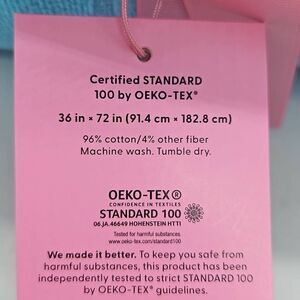 Certified STANDARD
100 by OEKO-TEX®
36 in × 72 in (91.4 cm × 182.8 cm)
96% cotton/4% other fiber
Machine wash. Tumble dry.
OEKO-TEX®
CONFIDENCE IN TEXTILES
STANDARD 100
06.JA.46649 HOHENSTEIN HTTI
Tested for harmful substances.
www.oeko-tex.com/standard100
We made it better. To keep you safe from
harmful substances, this product has been
independently tested to strict STANDARD 100
by OEKO-TEX® guidelines.